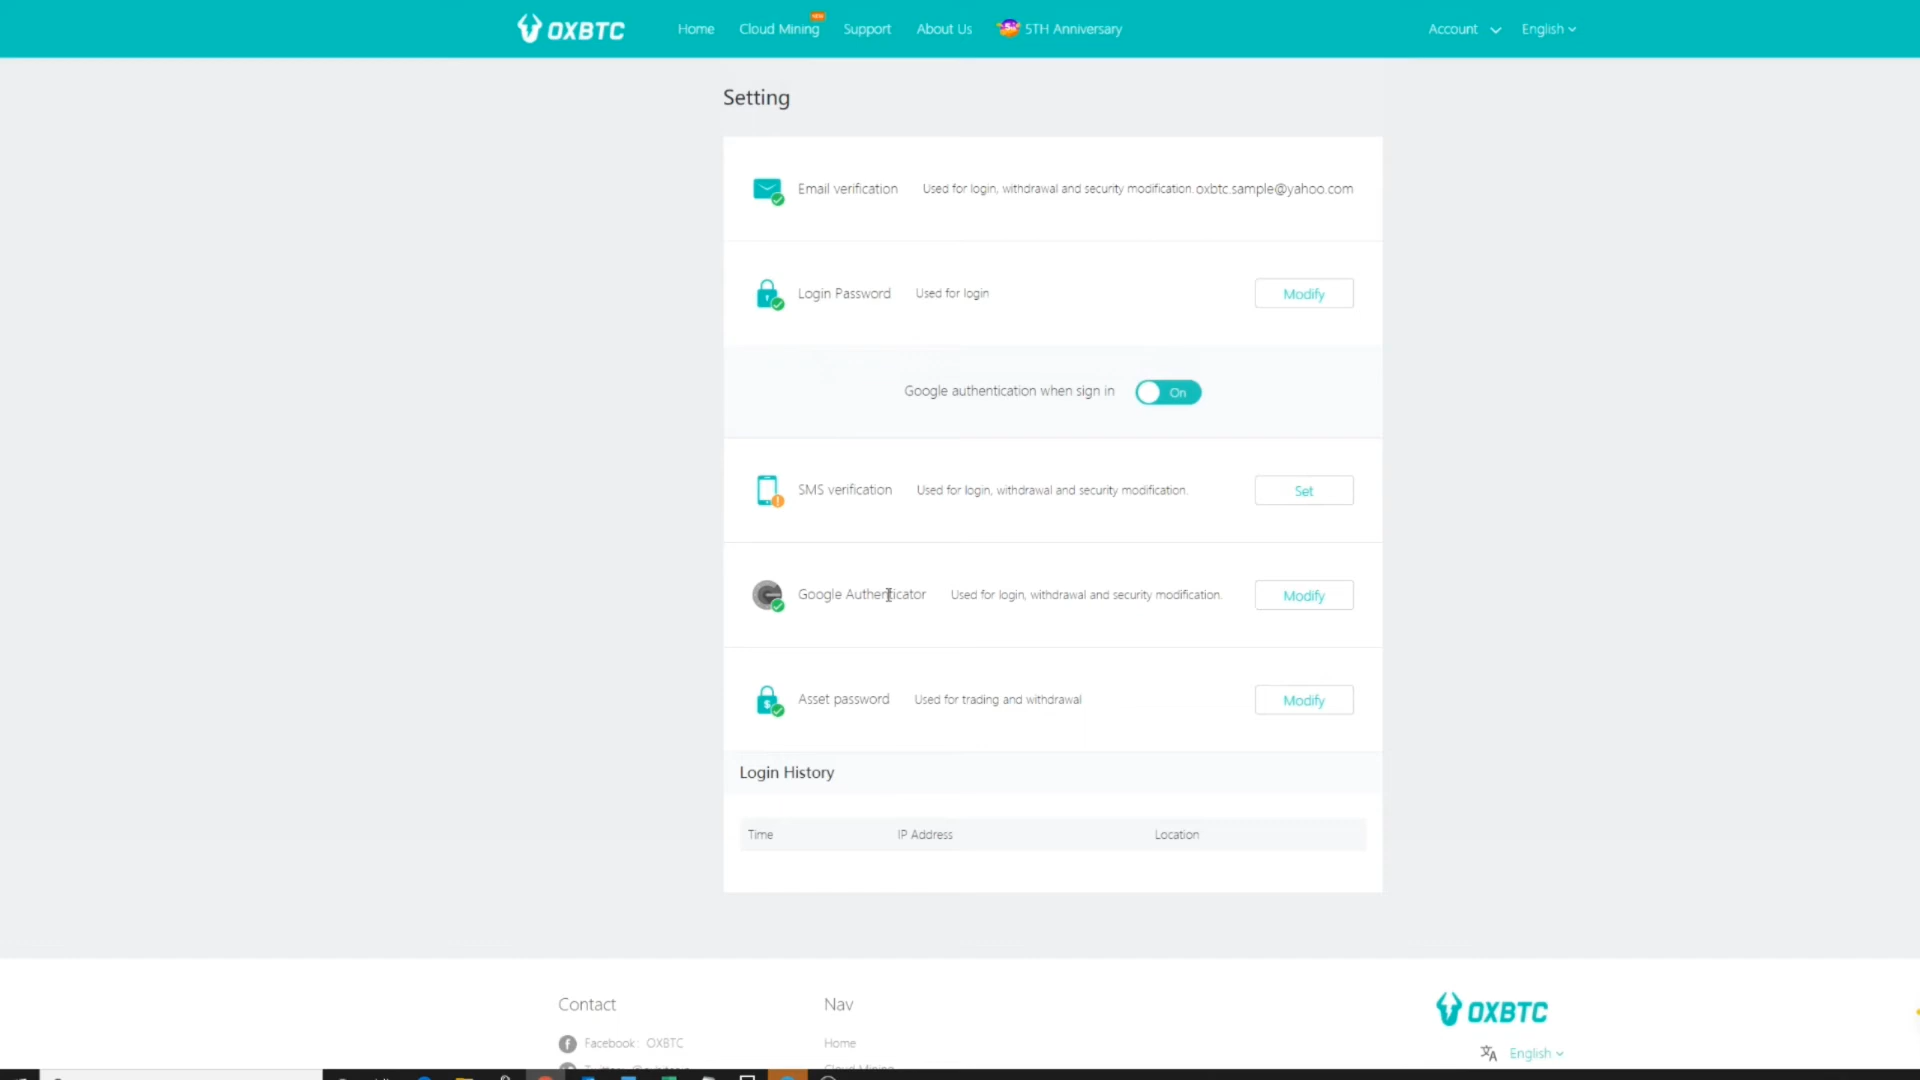 OXBTC Home Cloud Mining NEW Support About Us 5TH Anniversary Account English
Setting
Email verification Used for login, withdrawal and security modification. oxbtc.sample@yahoo.com
Login Password Used for login Modify
Google authentication when sign in On
SMS verification Used for login, withdrawal and security modification. Set
Google Authenticator Used for login, withdrawal and security modification. Modify
Asset password Used for trading and withdrawal Modify
Login History
Time IP Address Location
Contact Nav OXBTC
Facebook: OXBTC Home
English
Cloud Mining